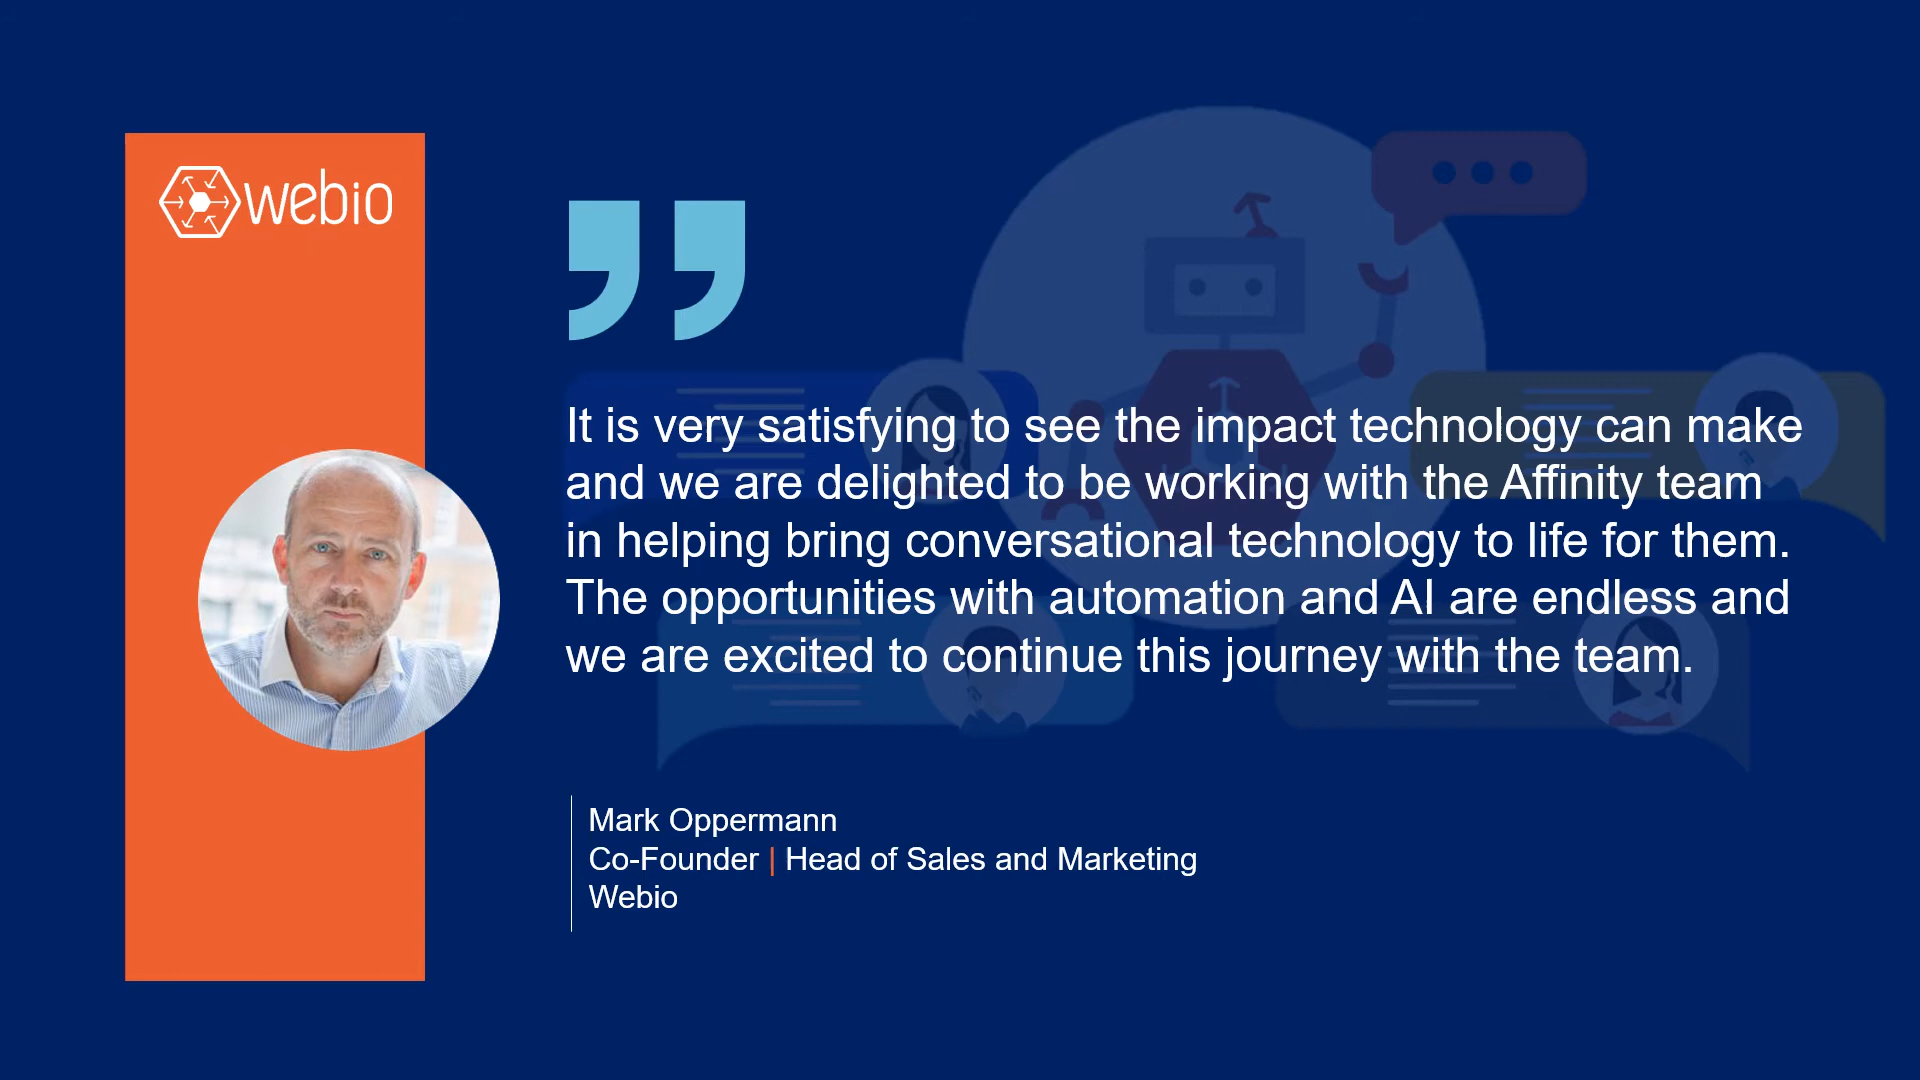 webio
It is very satisfying to see the impact technology can make
and we are delighted to be working with the Affinity team
in helping bring conversational technology to life for them.
The opportunities with automation and AI are endless and
we are excited to continue this journey with the team.
Mark Oppermann
Co-Founder | Head of Sales and Marketing
Webio